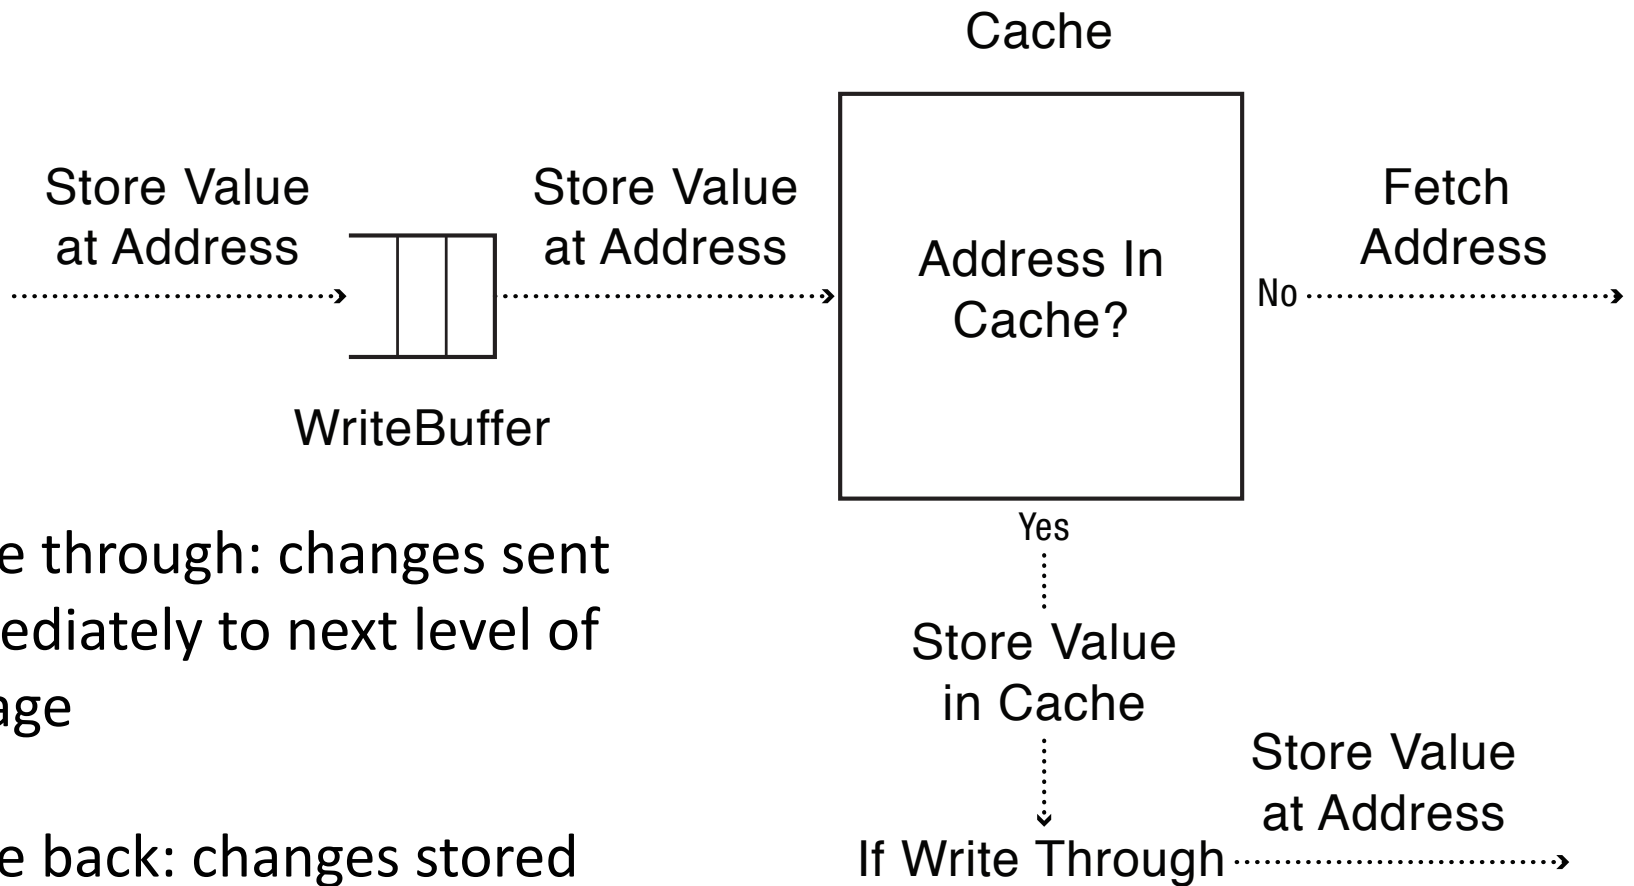 Cache
Store Value
at Address
Store Value
at Address
Address In
Cache?
Fetch
Address
No
WriteBuffer
Yes
e through: changes sent
ediately to next level of
age
Store Value
in Cache
Store Value
at Address
e back: changes stored
If Write Through